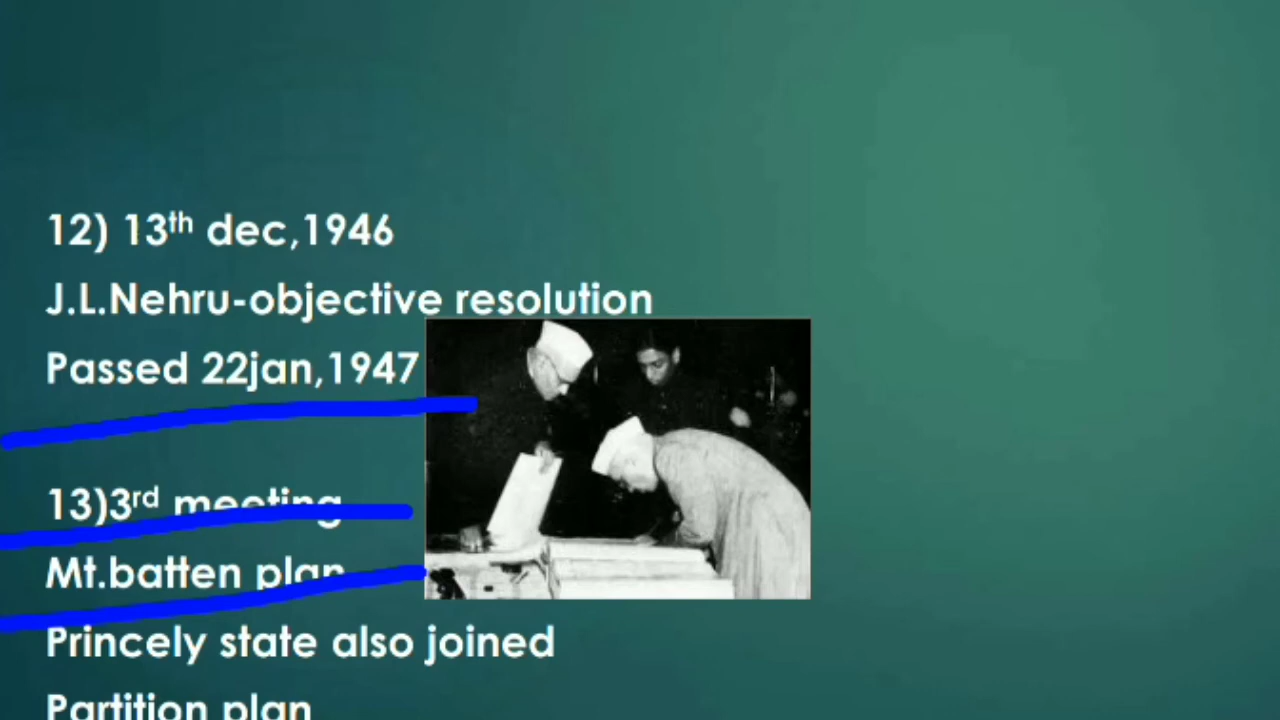 12) 13th dec,1946
J.L.Nehru-objective resolution
Passed 22jan,1947
13)3rd meeting
Mt.batten plan
Princely state also joined
Partition plan